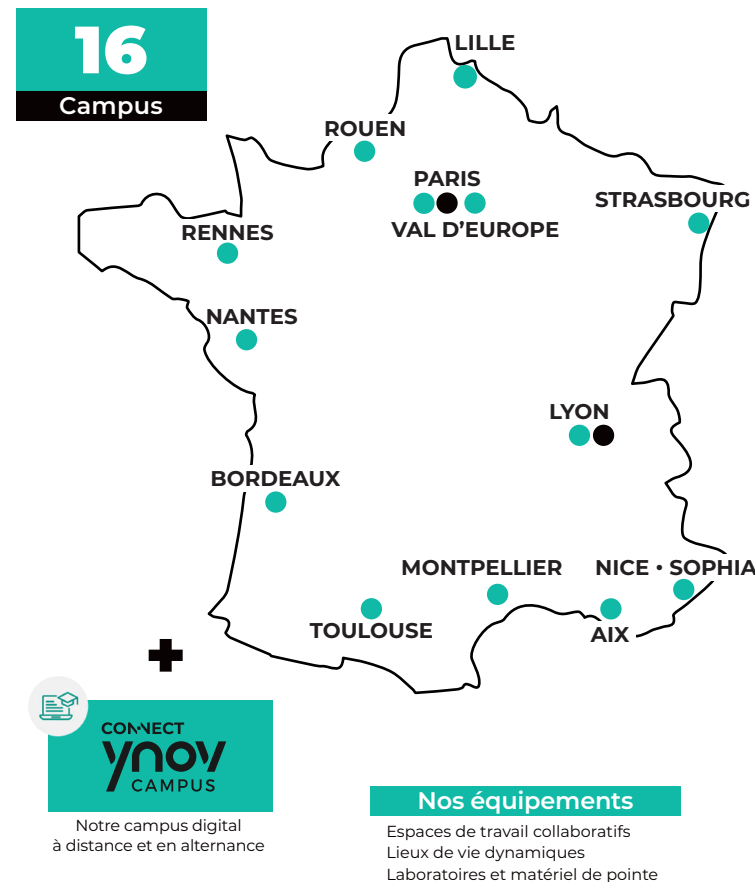 16
Campus
LILLE
ROUEN
PARIS
VAL D'EUROPE
STRASBOURG
RENNES
NANTES
LYON
BORDEAUX
MONTPELLIER
NICE • SOPHIA
TOULOUSE
AIX
CONNECT
YNOV
CAMPUS
Notre campus digital
à distance et en alternance
Nos équipements
Espaces de travail collaboratifs
Lieux de vie dynamiques
Laboratoires et matériel de pointe